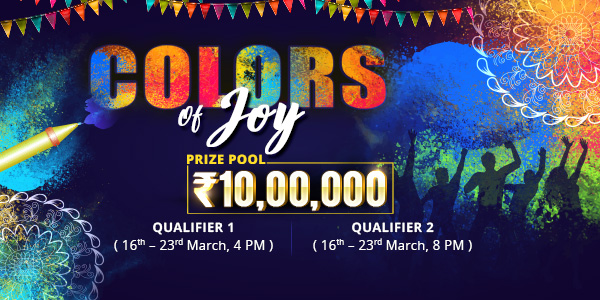 COLORS
Of Joy
PRIZE POOL
₹10,00,000
QUALIFIER 1
( 16th – 23rd March, 4 PM )
QUALIFIER 2
( 16th – 23rd March, 8 PM )